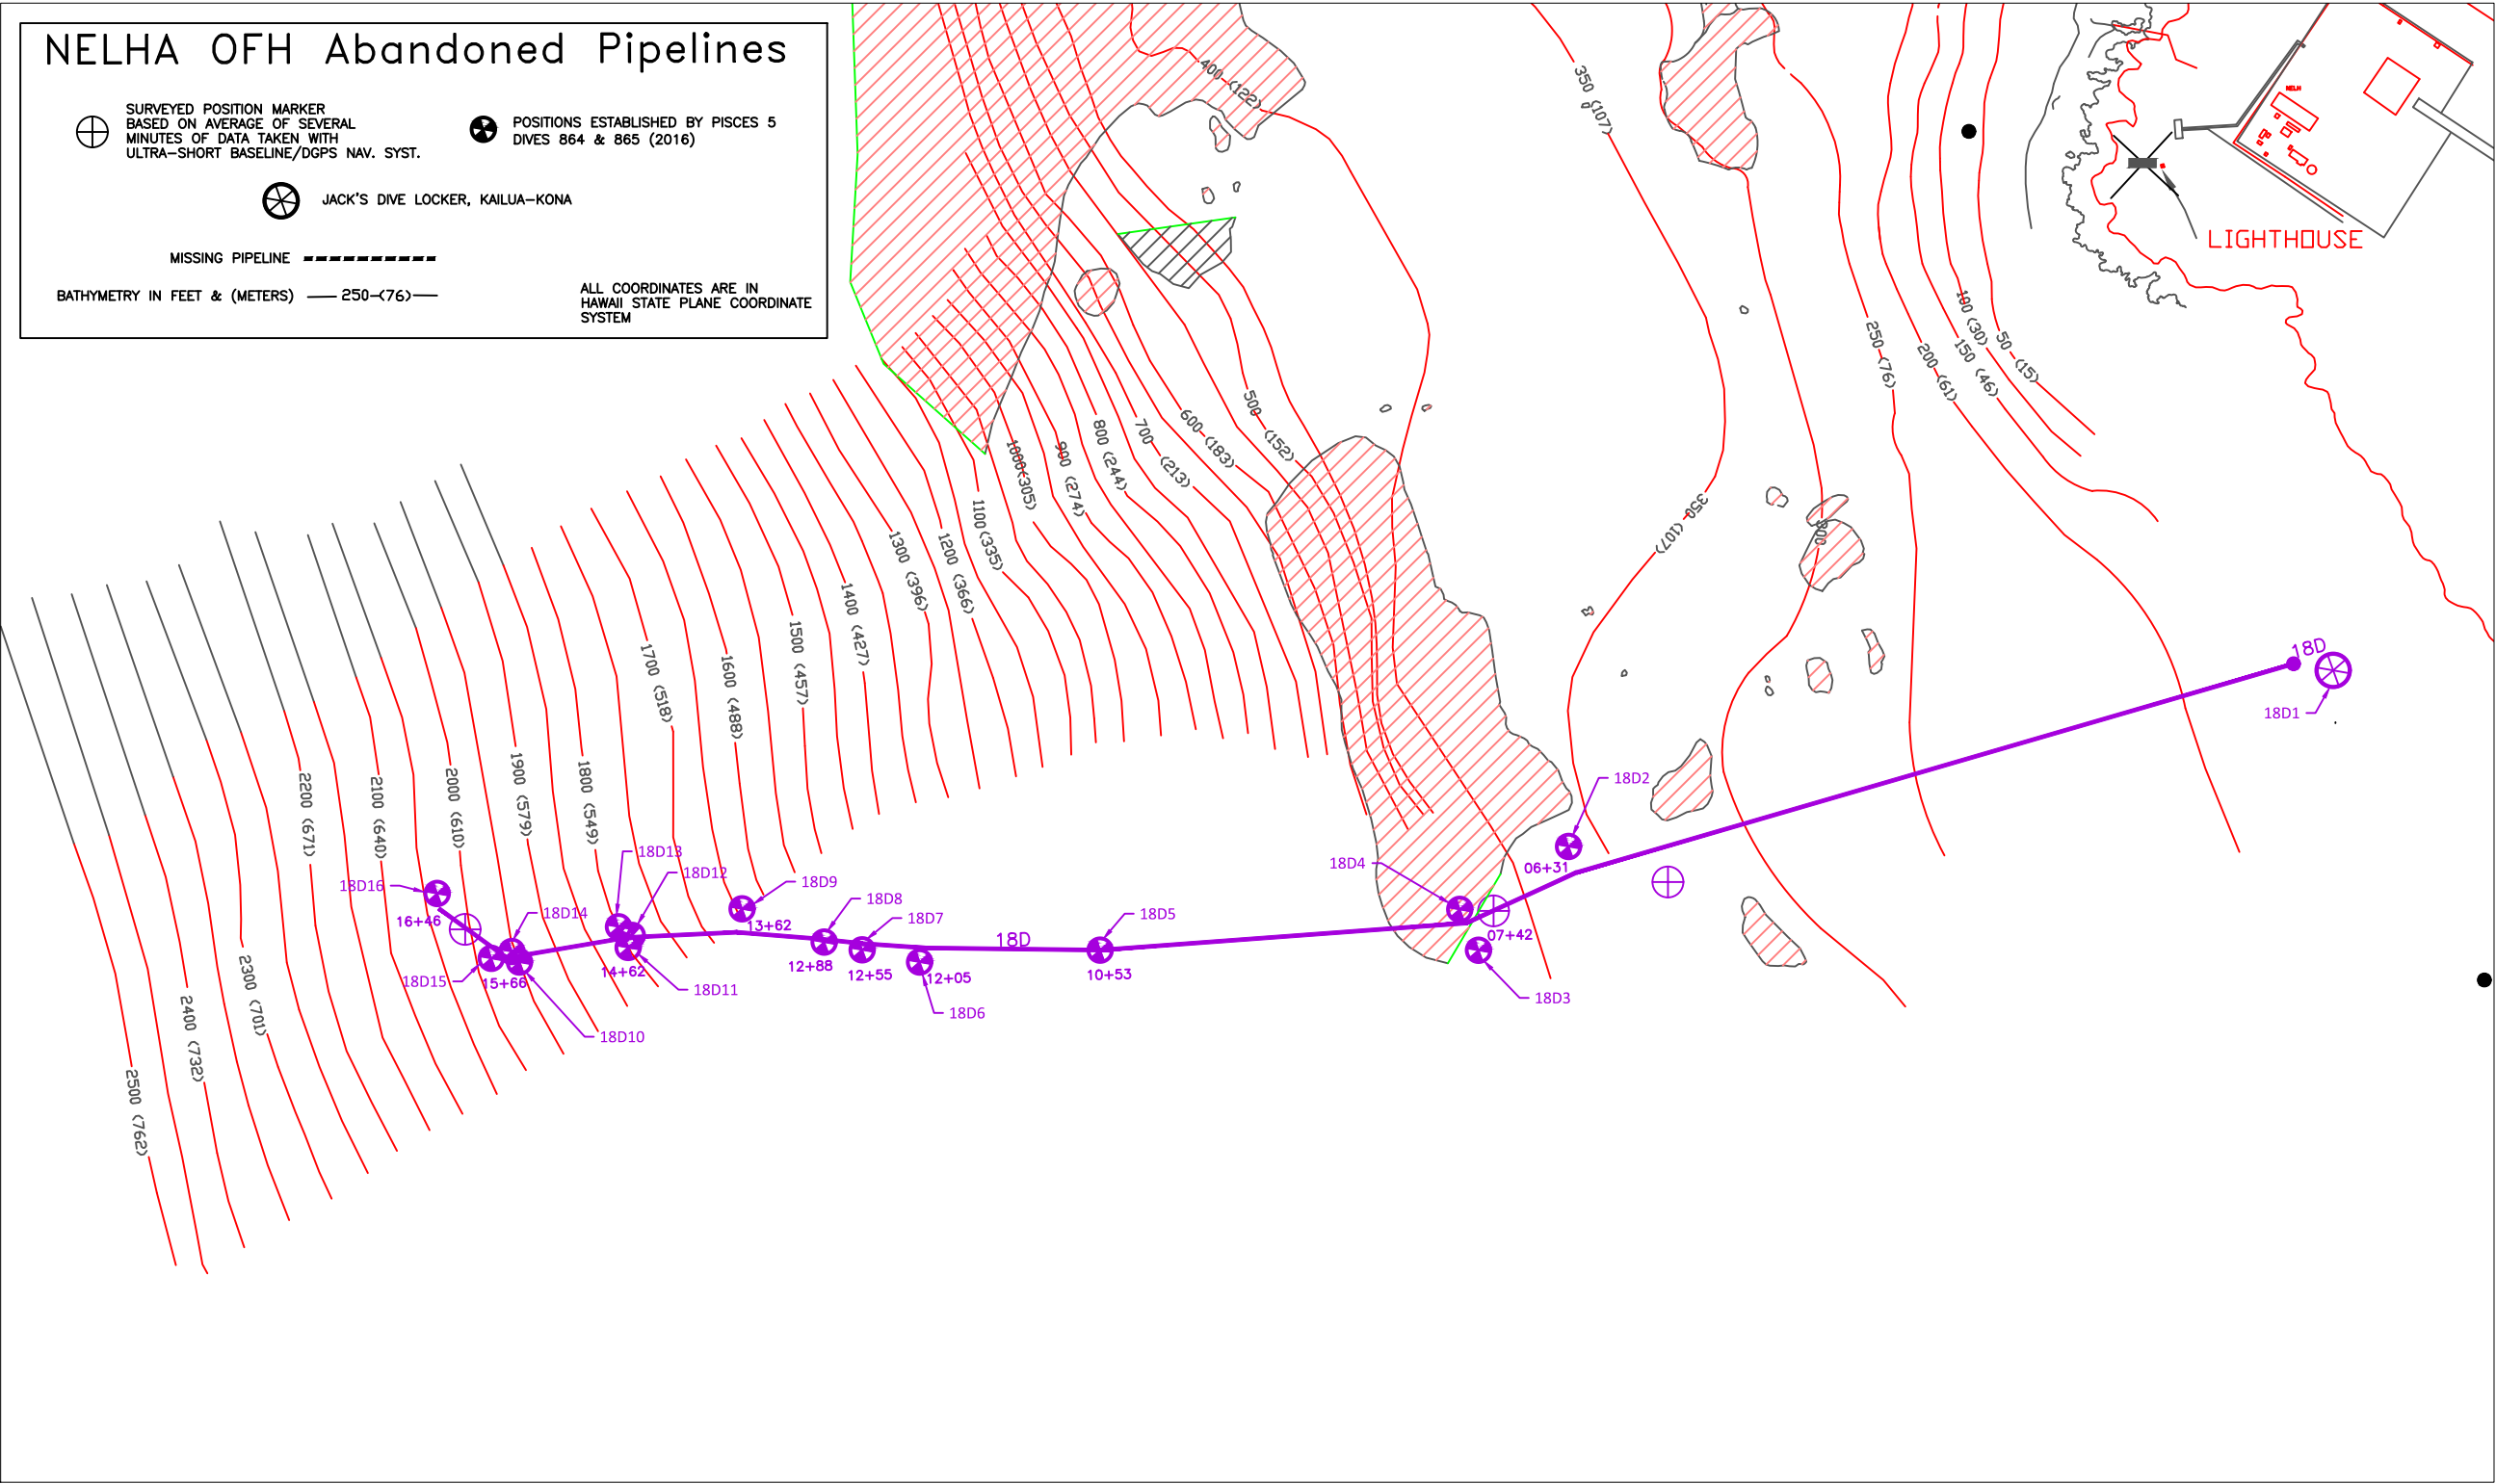 NELHA OFH Abandoned Pipelines
SURVEYED POSITION MARKER
BASED ON AVERAGE OF SEVERAL
MINUTES OF DATA TAKEN WITH
ULTRA-SHORT BASELINE/DGPS NAV. SYST.
POSITIONS ESTABLISHED BY PISCES 5
DIVES 864 & 865 (2016)
JACK'S DIVE LOCKER, KAILUA-KONA
MISSING PIPELINE
BATHYMETRY IN FEET & (METERS)
250-(76)
ALL COORDINATES ARE IN
HAWAII STATE PLANE COORDINATE
SYSTEM
NELH
LIGHTHOUSE
400 (122)
350 (107)
100 (30)
50 (15)
150 (46)
200 (61)
250 (76)
500 (152)
600 (183)
700 (213)
800 (244)
900 (274)
1000(305)
1100(335)
1200 (366)
1300 (396)
1400 (427)
1500 (457)
1600 (488)
1700 (518)
1800 (549)
1900 (579)
2000 (610)
2100 (640)
2200 (671)
2300 (701)
2400 (732)
2500 (762)
350 (107)
300
18D
18D1
18D2
06+31
18D4
07+42
18D3
18D5
10+53
18D
18D7
18D8
12+05
18D6
12+55
12+88
18D9
13+62
18D13
18D12
14+62
18D11
18D14
18D10
15+66
18D15
18D16
16+46